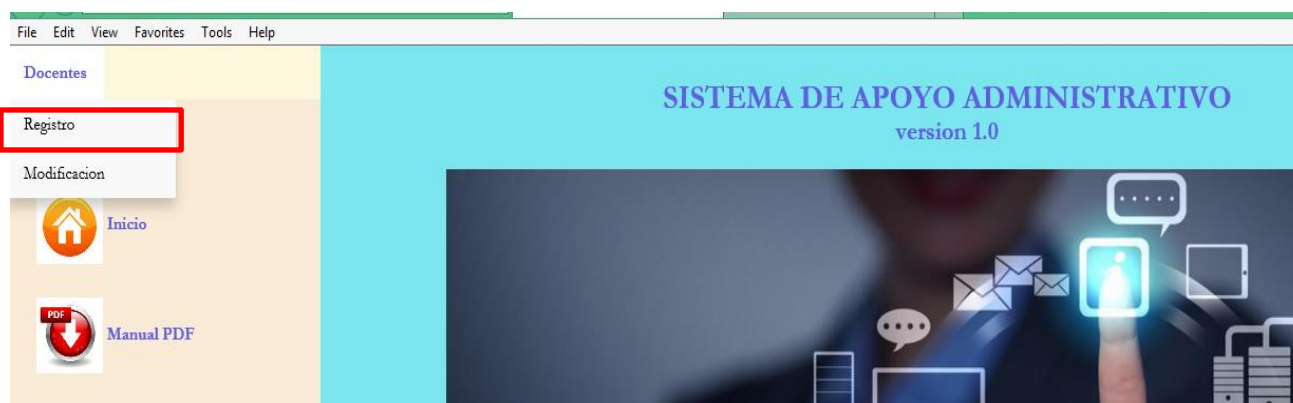 File Edit View Favorites Tools Help
Docentes
Registro
Modificacion
Inicio
PDF
Manual PDF
SISTEMA DE APOYO ADMINISTRATIVO
version 1.0